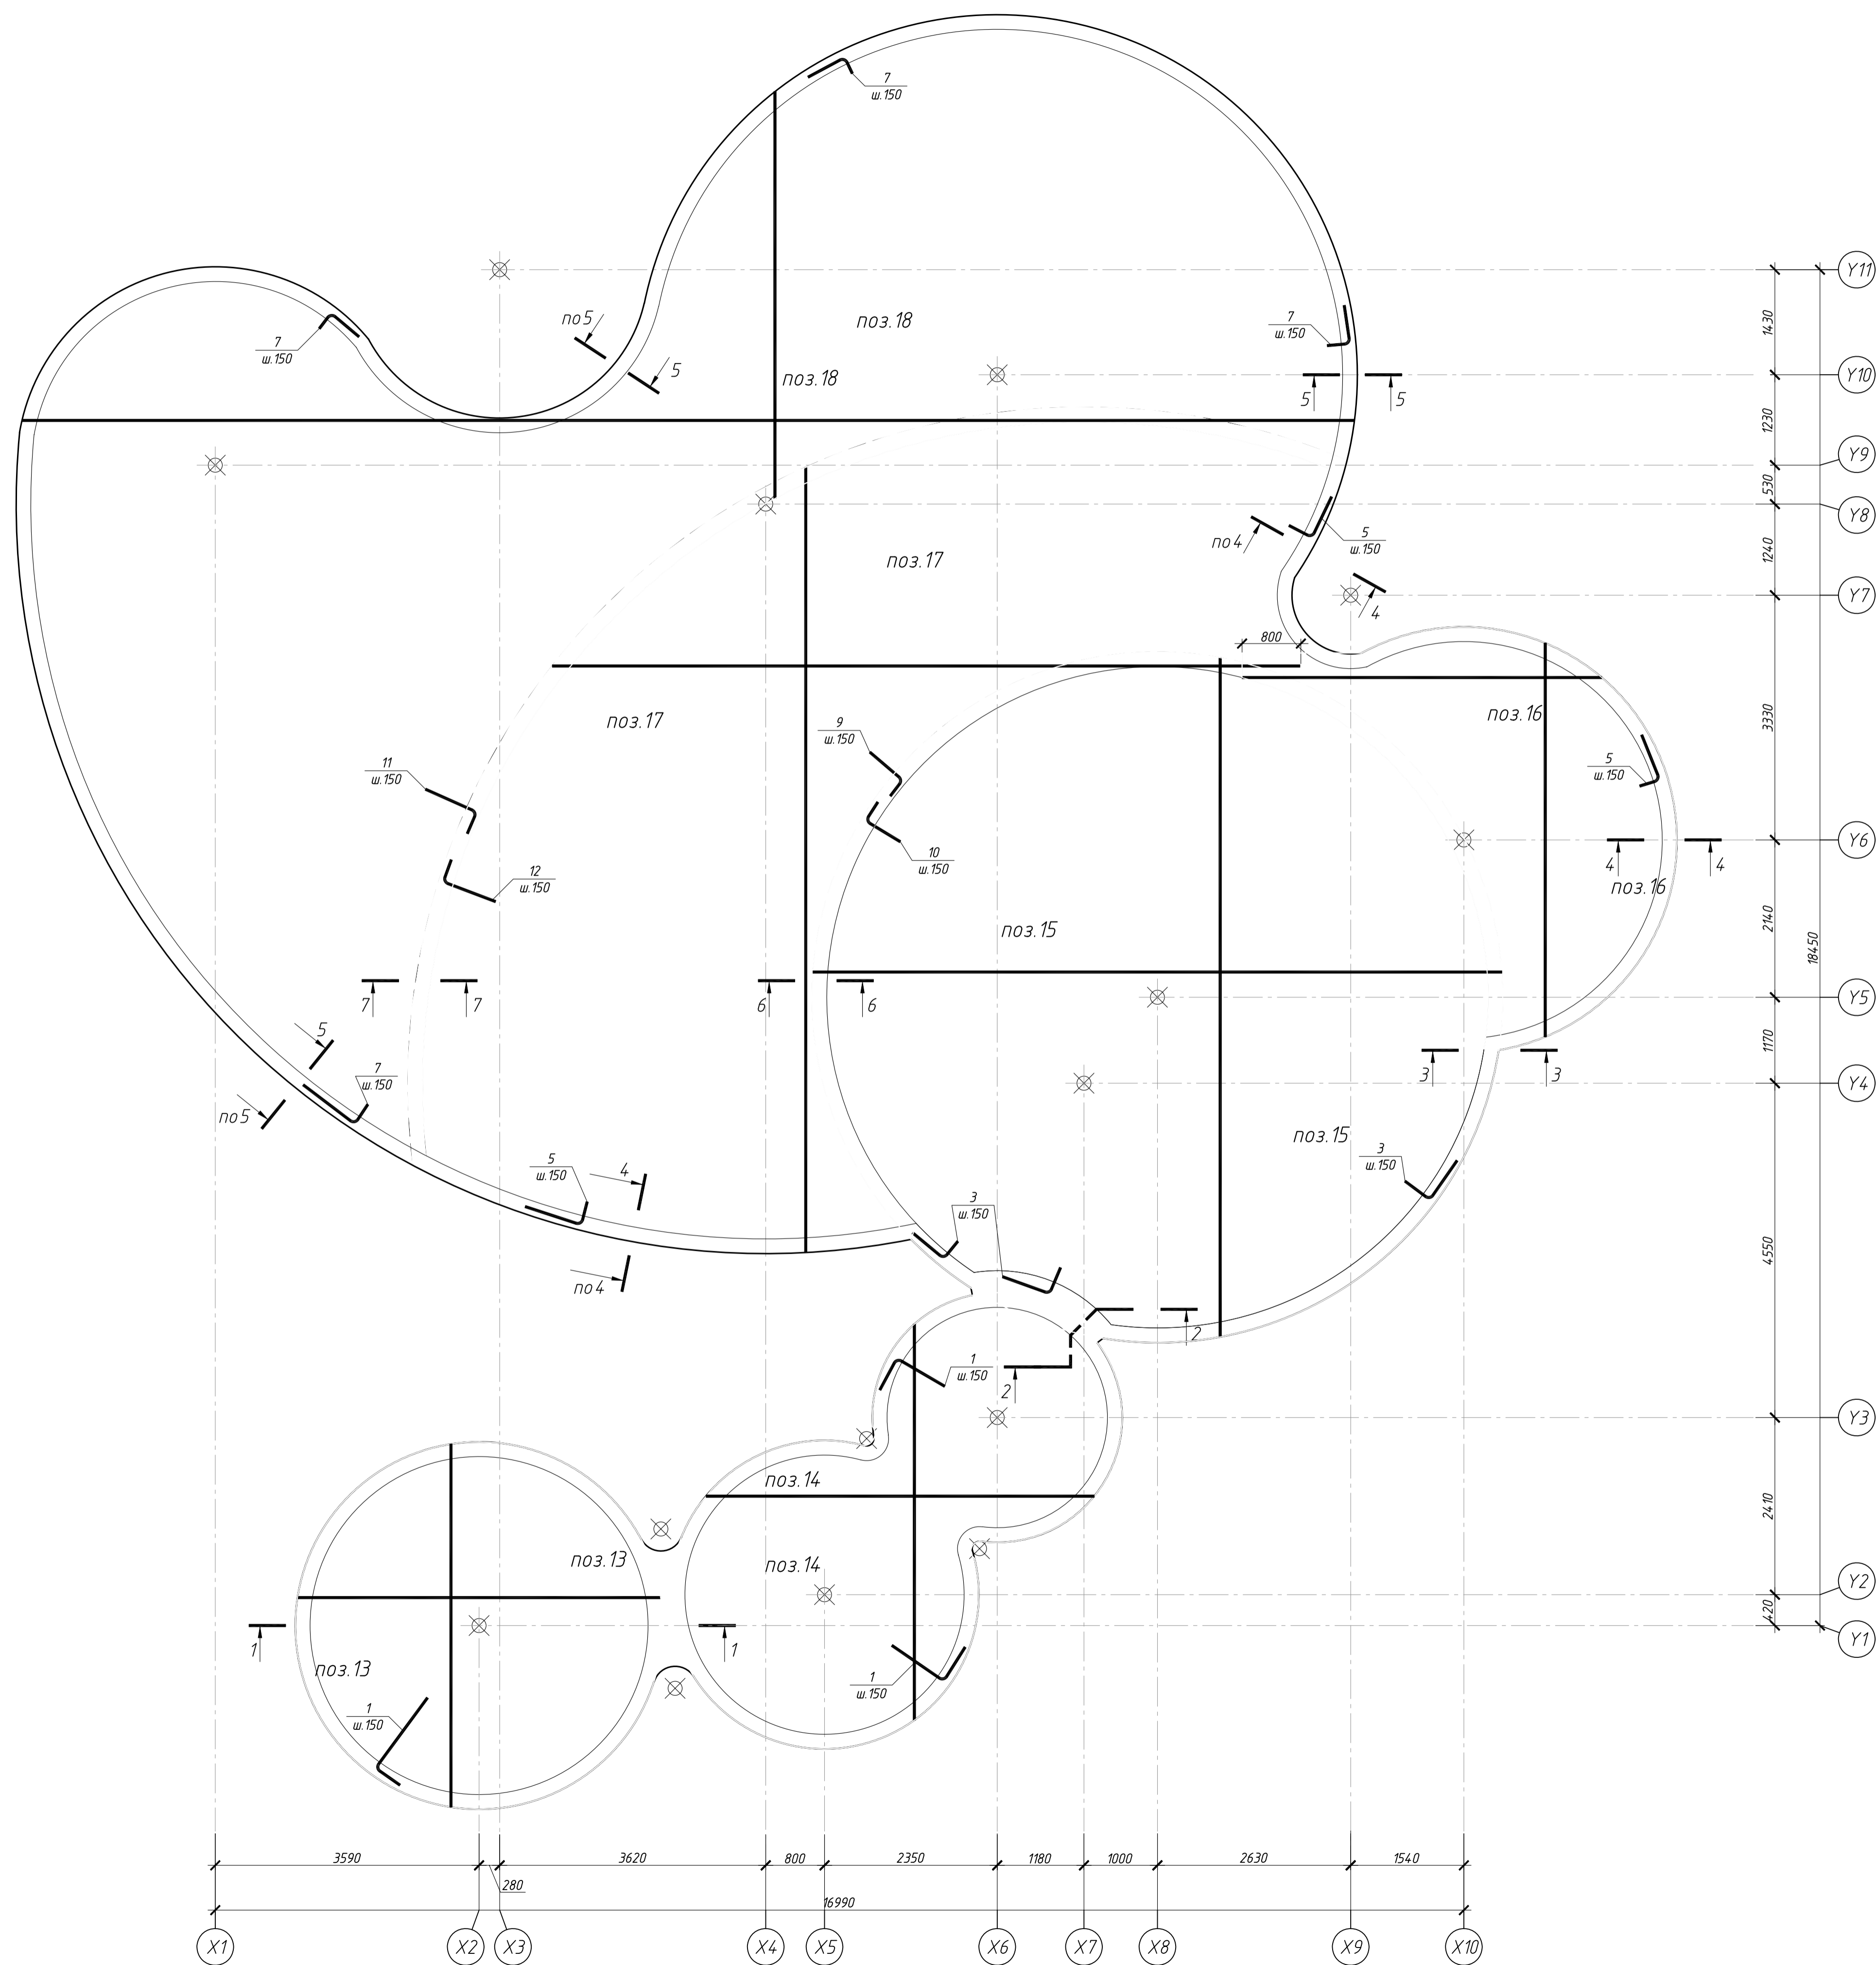 7
ш.150
Y11
1430
по 5
поз.18
7
ш.150
7
ш.150
5
поз.18
5
5
Y10
1230
Y9
530
Y8
по 4
5
ш.150
1240
поз.17
Y7
4
800
поз.17
9
ш.150
поз.16
3330
11
ш.150
5
ш.150
10
ш.150
12
ш.150
4
4
поз.16
Y6
поз.15
2140
18450
7
7
6
6
Y5
5
7
ш.150
1170
3
3
Y4
по 5
поз.15
5
ш.150
4
3
ш.150
3
ш.150
4550
по 4
2
1
ш.150
2
Y3
поз.14
2410
поз.13
поз.14
Y2
420
1
1
Y1
поз.13
1
ш.150
1
ш.150
3590
3620
800
2350
1180
1000
2630
1540
280
16990
X1
X2
X3
X4
X5
X6
X7
X8
X9
X10